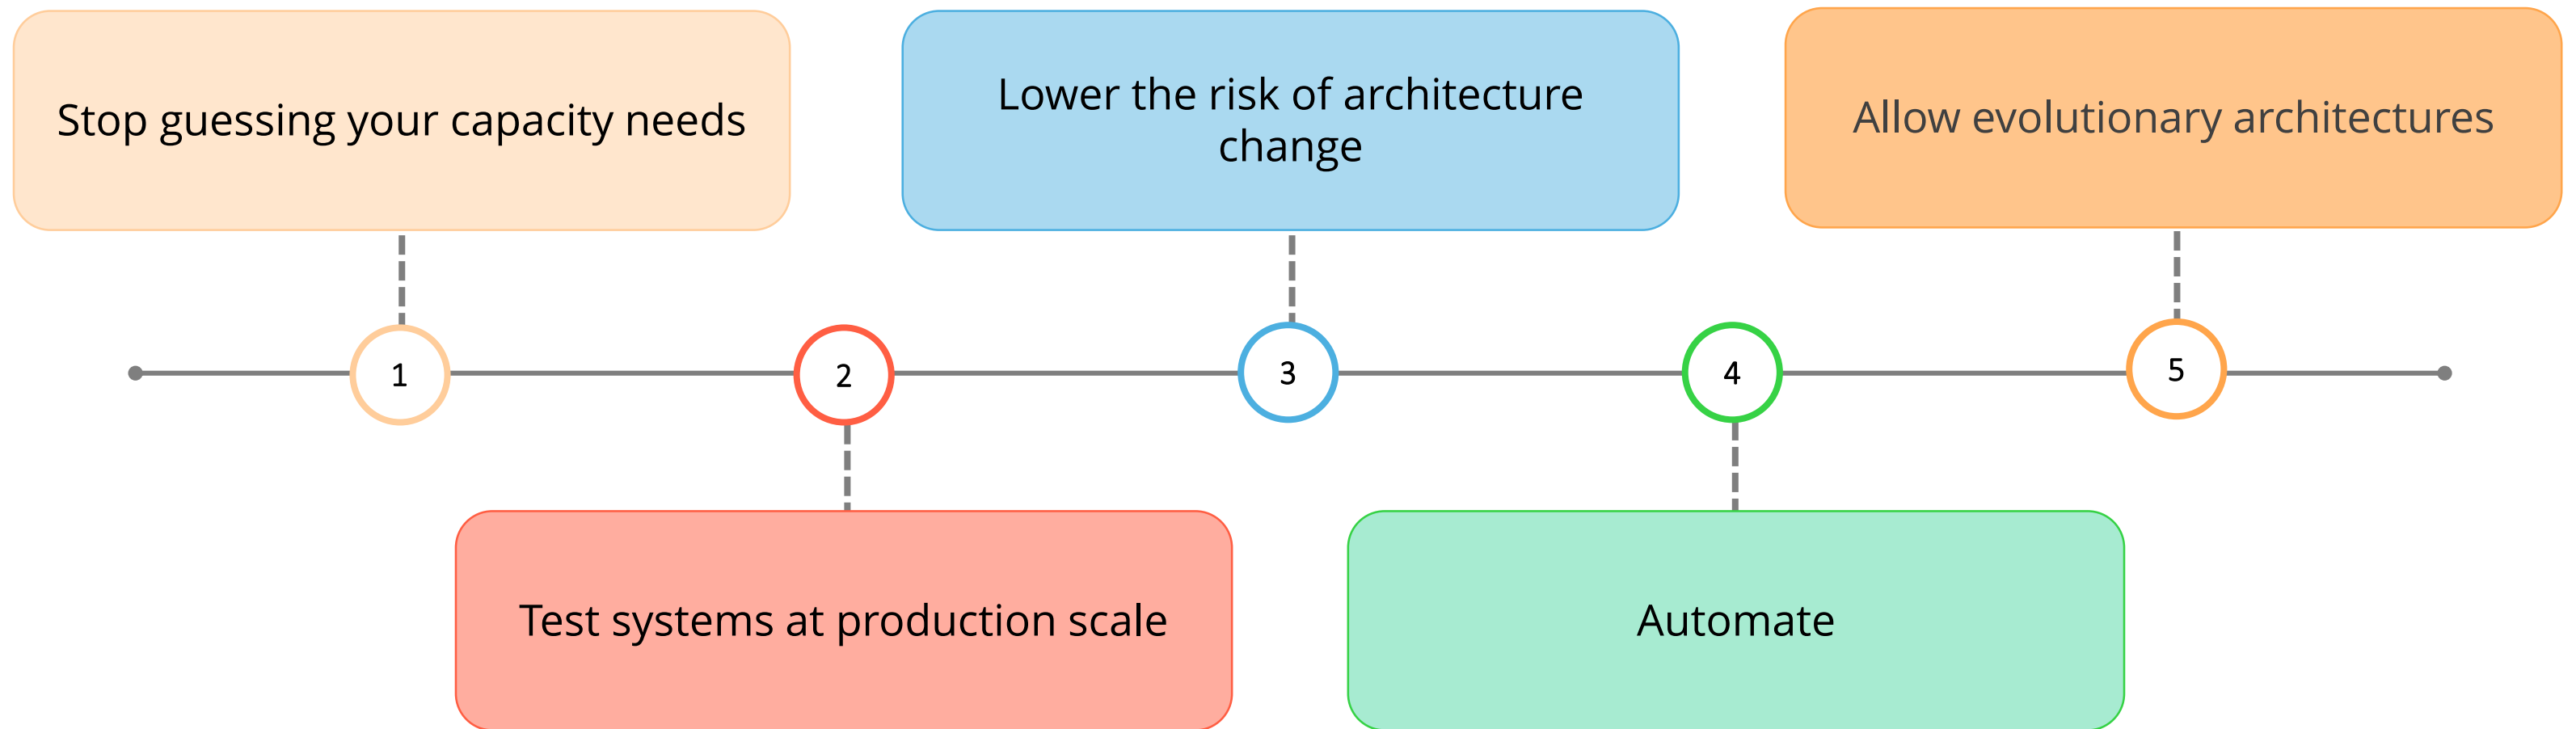 Stop guessing your capacity needs
Lower the risk of architecture
change
Allow evolutionary architectures
1
2
3
4
5
Test systems at production scale
Automate